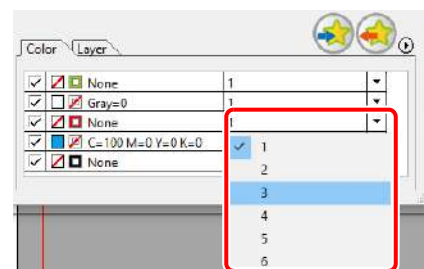 Color Layer
None 1
Gray=0 1
None 1
C=100 M=0 Y=0 K=0
None
1
2
3
4
5
6